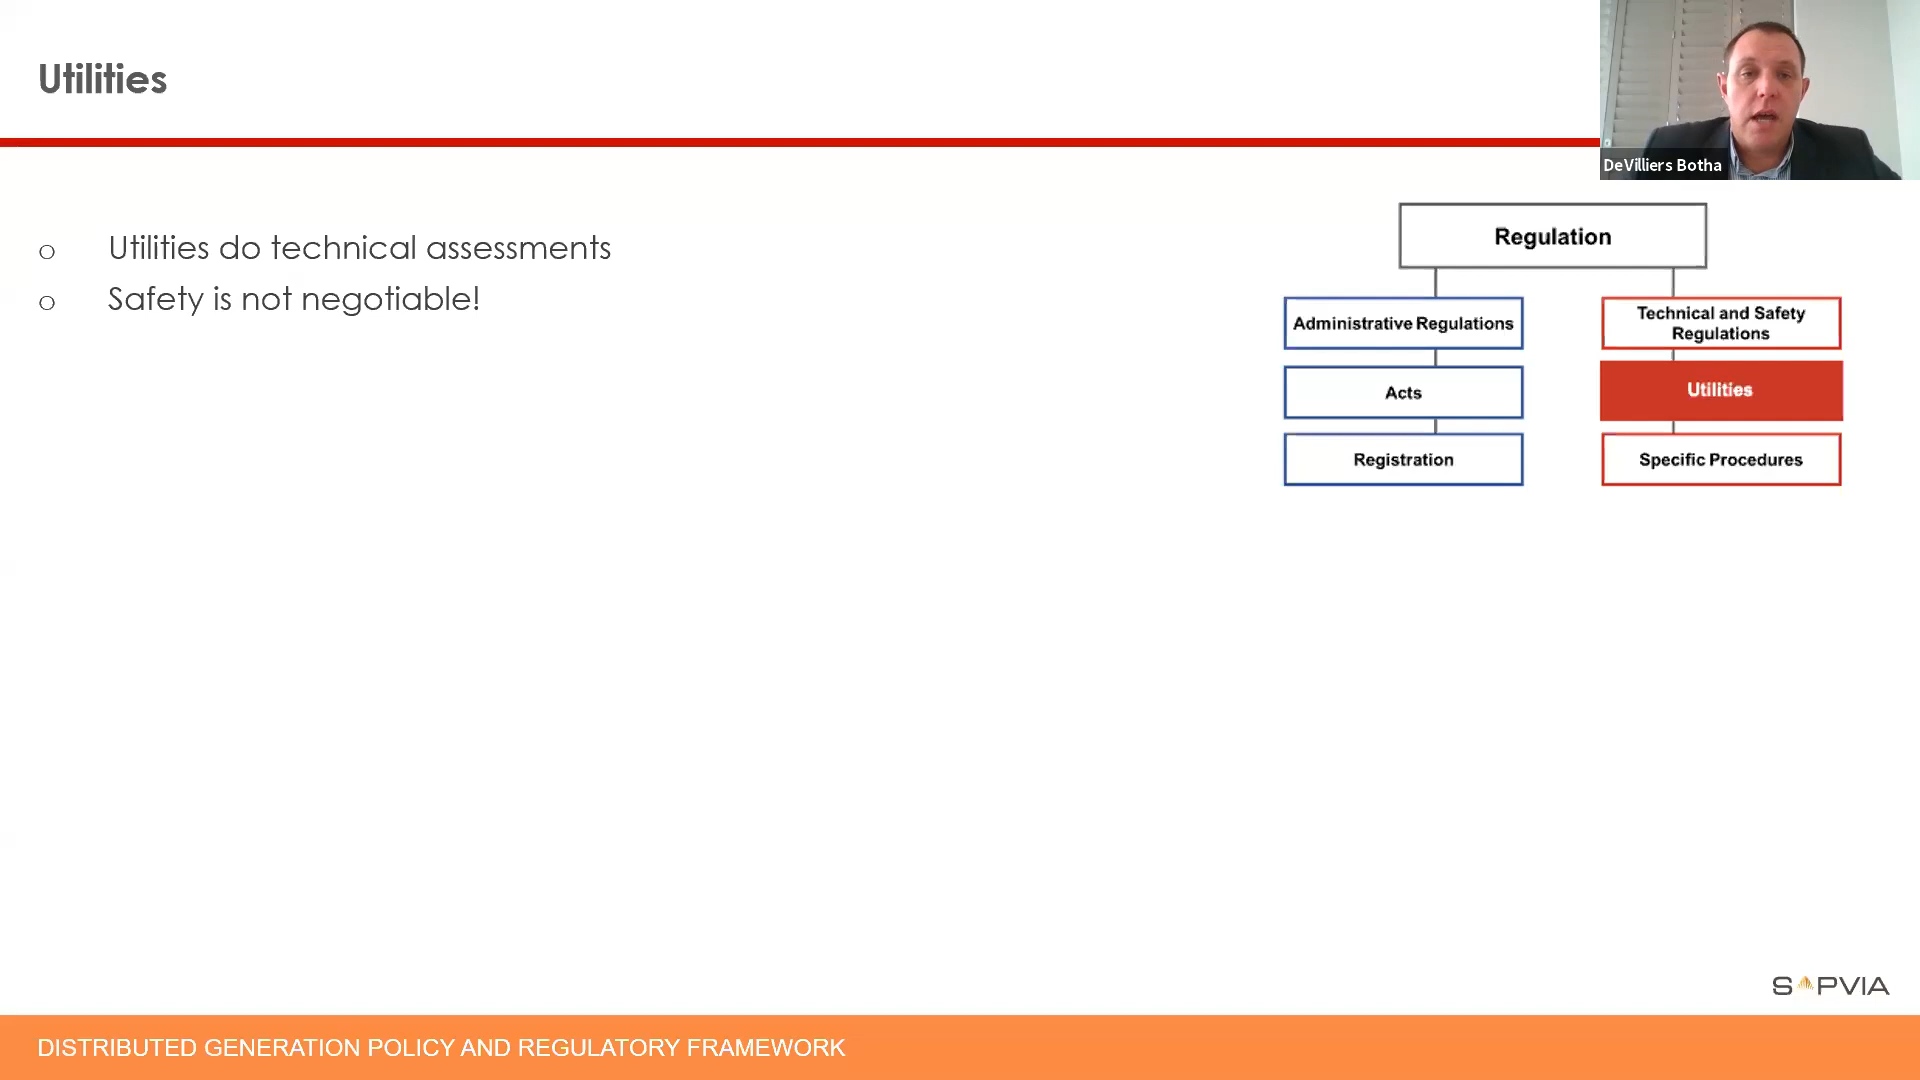 Utilities
DeVilliers Botha
o Utilities do technical assessments
o Safety is not negotiable!
Regulation
Administrative Regulations
Acts
Registration
Technical and Safety
Regulations
Utilities
Specific Procedures
SAPVIA
DISTRIBUTED GENERATION POLICY AND REGULATORY FRAMEWORK